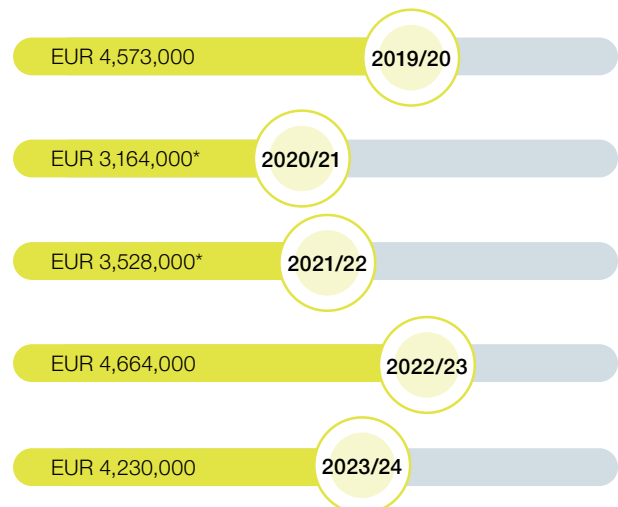 EUR 4,573,000 2019/20
EUR 3,164,000* 2020/21
EUR 3,528,000* 2021/22
EUR 4,664,000 2022/23
EUR 4,230,000 2023/24